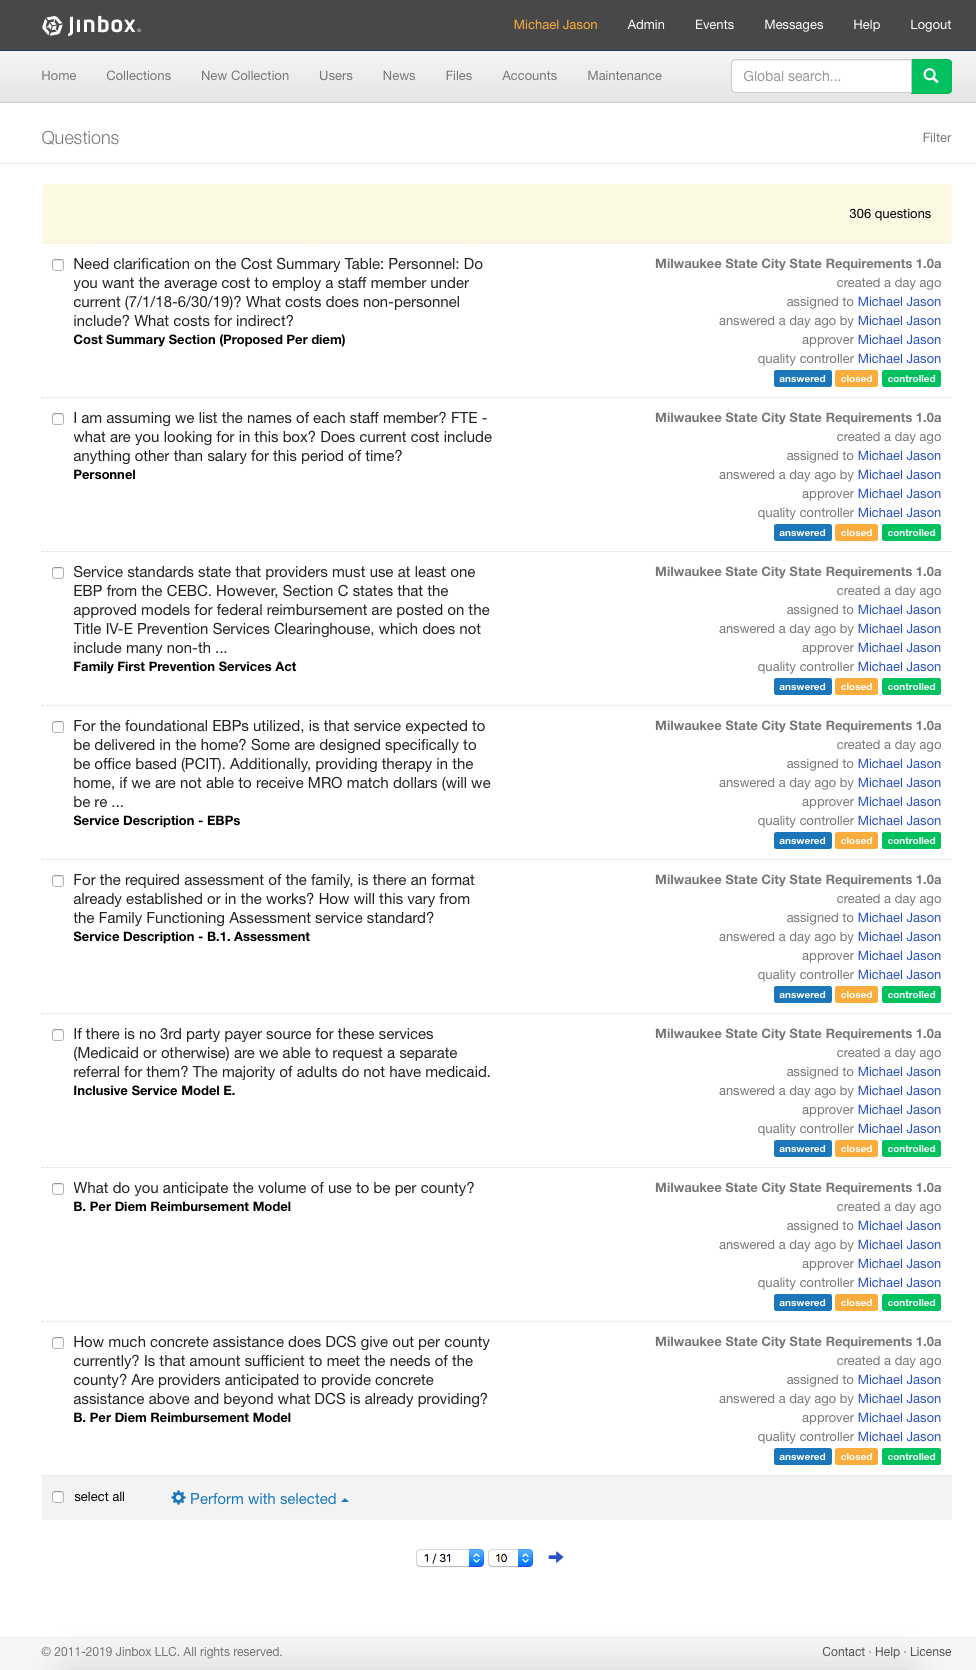 Jinbox.
Michael Jason Admin Events Messages Help Logout
Home Collections New Collection Users News Files Accounts Maintenance Global search...
Questions Filter
306 questions
Need clarification on the Cost Summary Table: Personnel: Do
you want the average cost to employ a staff member under
current (7/1/18-6/30/19)? What costs does non-personnel
include? What costs for indirect?
Cost Summary Section (Proposed Per diem)
Milwaukee State City State Requirements 1.0a
created a day ago
assigned to Michael Jason
answered a day ago by Michael Jason
approver Michael Jason
quality controller Michael Jason
answered closed controlled
I am assuming we list the names of each staff member? FTE -
what are you looking for in this box? Does current cost include
anything other than salary for this period of time?
Personnel
Milwaukee State City State Requirements 1.0a
created a day ago
assigned to Michael Jason
answered a day ago by Michael Jason
approver Michael Jason
quality controller Michael Jason
answered closed controlled
Service standards state that providers must use at least one
EBP from the CEBC. However, Section C states that the
approved models for federal reimbursement are posted on the
Title IV-E Prevention Services Clearinghouse, which does not
include many non-th ...
Family First Prevention Services Act
Milwaukee State City State Requirements 1.0a
created a day ago
assigned to Michael Jason
answered a day ago by Michael Jason
approver Michael Jason
quality controller Michael Jason
answered closed controlled
For the foundational EBPs utilized, is that service expected to
be delivered in the home? Some are designed specifically to
be office based (PCIT). Additionally, providing therapy in the
home, if we are not able to receive MRO match dollars (will we
be re ...
Service Description - EBPs
Milwaukee State City State Requirements 1.0a
created a day ago
assigned to Michael Jason
answered a day ago by Michael Jason
approver Michael Jason
quality controller Michael Jason
answered closed controlled
For the required assessment of the family, is there an format
already established or in the works? How will this vary from
the Family Functioning Assessment service standard?
Service Description - B.1. Assessment
Milwaukee State City State Requirements 1.0a
created a day ago
assigned to Michael Jason
answered a day ago by Michael Jason
approver Michael Jason
quality controller Michael Jason
answered closed controlled
If there is no 3rd party payer source for these services
(Medicaid or otherwise) are we able to request a separate
referral for them? The majority of adults do not have medicaid.
Inclusive Service Model E.
Milwaukee State City State Requirements 1.0a
created a day ago
assigned to Michael Jason
answered a day ago by Michael Jason
approver Michael Jason
quality controller Michael Jason
answered closed controlled
What do you anticipate the volume of use to be per county?
B. Per Diem Reimbursement Model
Milwaukee State City State Requirements 1.0a
created a day ago
assigned to Michael Jason
answered a day ago by Michael Jason
approver Michael Jason
quality controller Michael Jason
answered closed controlled
How much concrete assistance does DCS give out per county
currently? Is that amount sufficient to meet the needs of the
county? Are providers anticipated to provide concrete
assistance above and beyond what DCS is already providing?
B. Per Diem Reimbursement Model
Milwaukee State City State Requirements 1.0a
created a day ago
assigned to Michael Jason
answered a day ago by Michael Jason
approver Michael Jason
quality controller Michael Jason
answered closed controlled
select all Perform with selected
1 / 31 10
© 2011-2019 Jinbox LLC. All rights reserved. Contact · Help · License